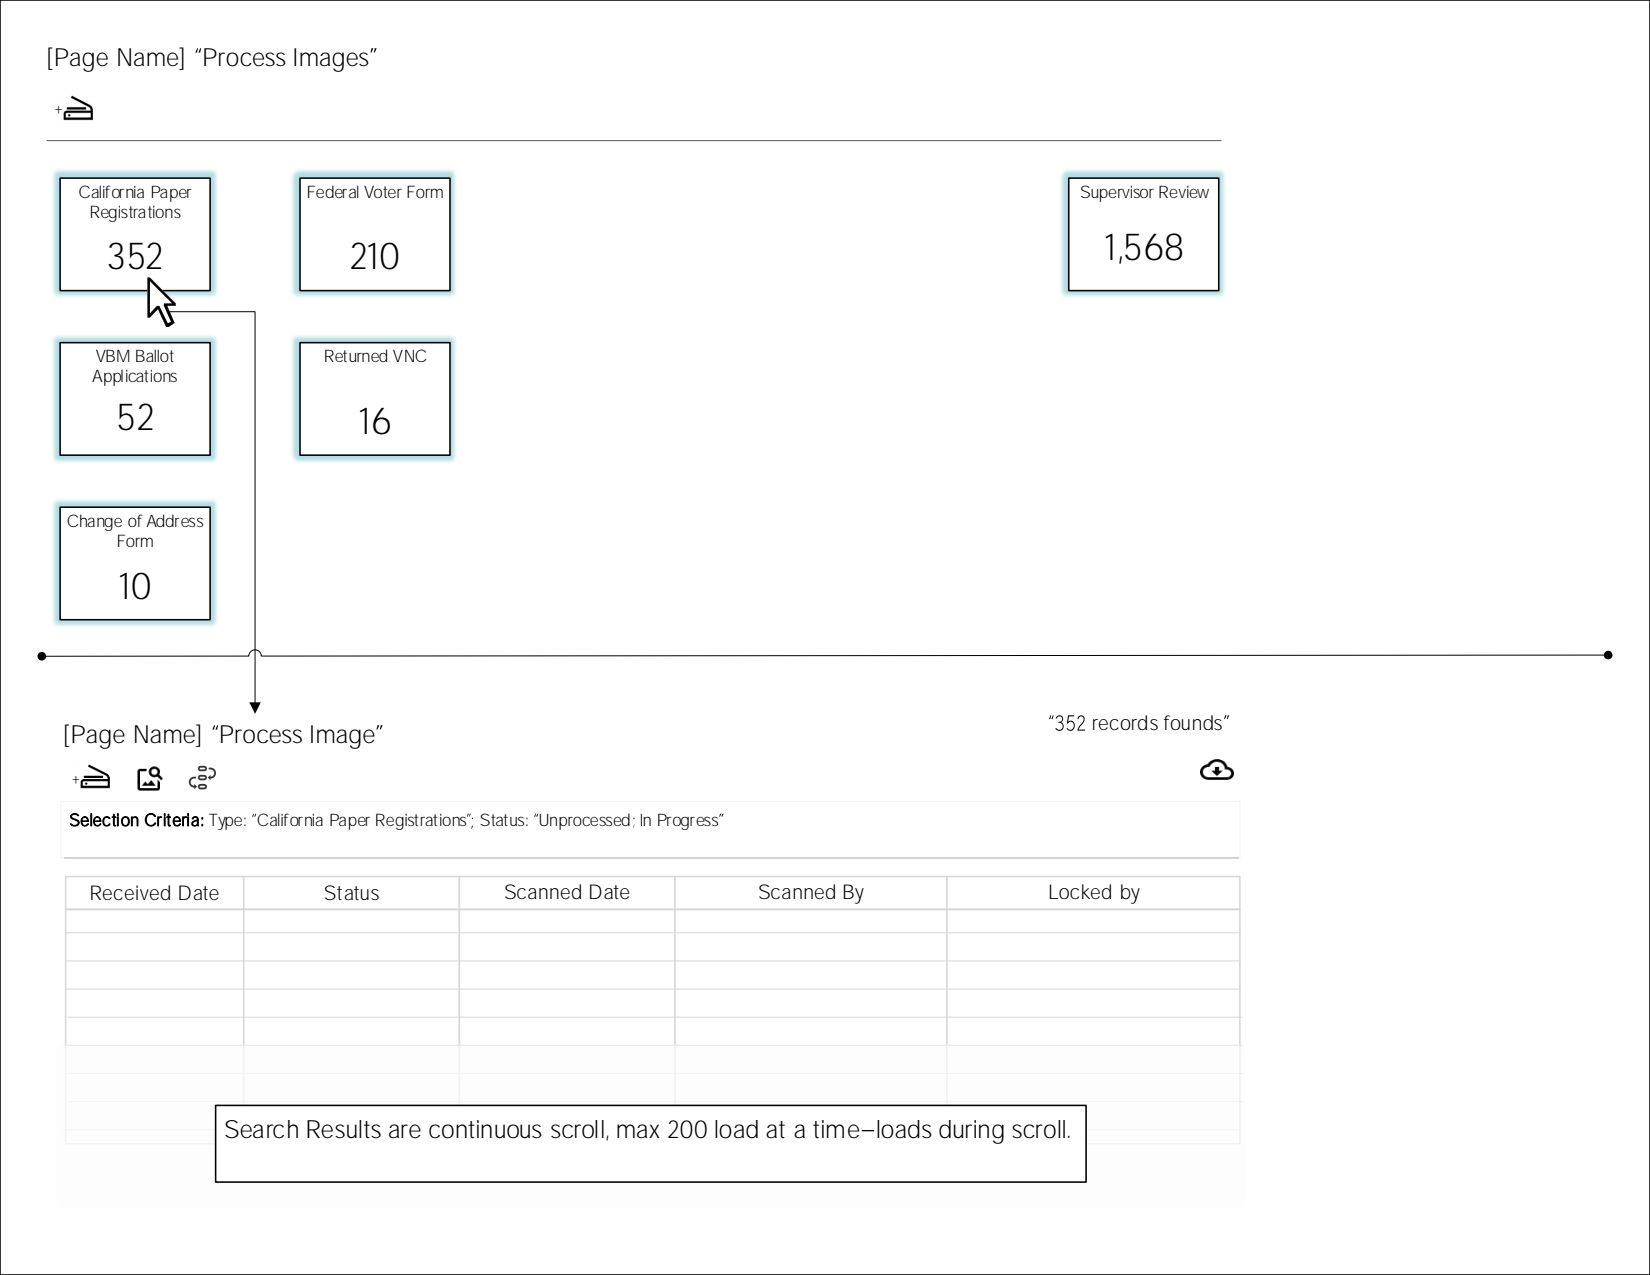 [Page Name] “Process Images”
+
California Paper
Registrations
352
Federal Voter Form
210
Supervisor Review
1,568
VBM Ballot
Applications
52
Returned VNC
16
Change of Address
Form
10
[Page Name] “Process Image”
“352 records founds”
+
Selection Criteria: Type: “California Paper Registrations”; Status: “Unprocessed; In Progress”
Received Date Status Scanned Date Scanned By Locked by
Search Results are continuous scroll, max 200 load at a time–loads during scroll.